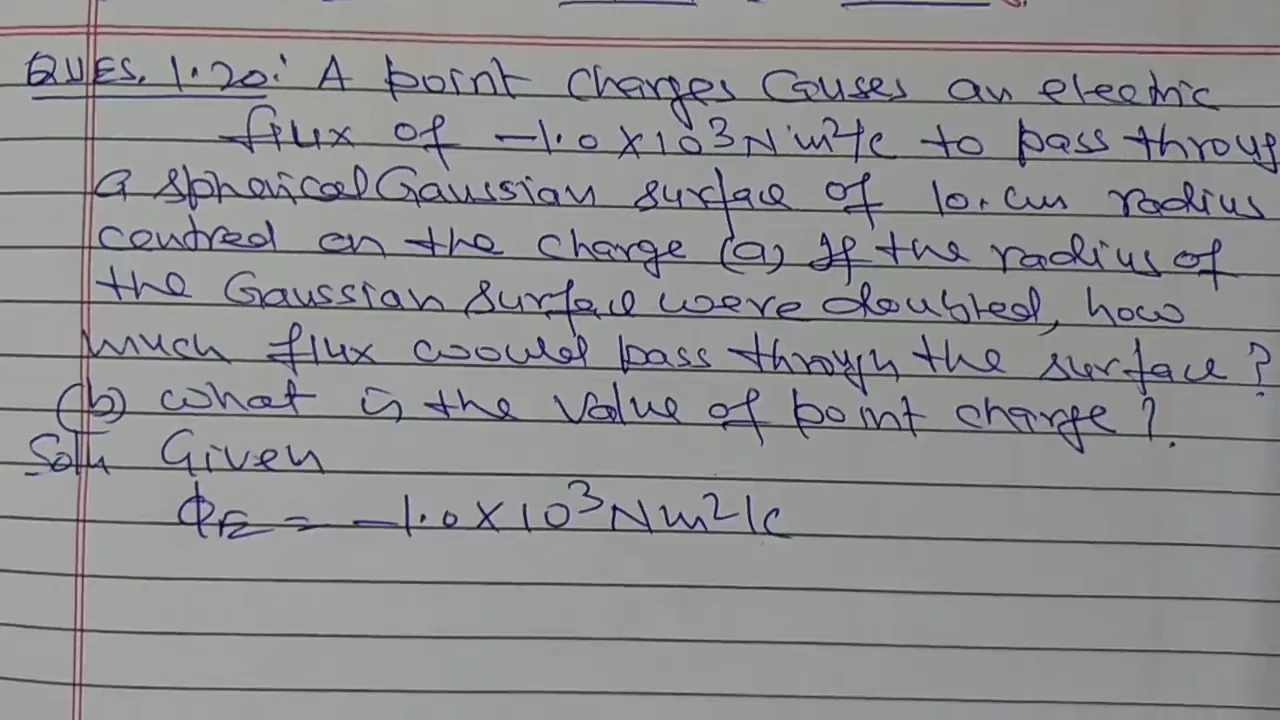 QUES. 1.20: A point charges causes an electric
flux of -1.0 X 10³ Nm²/c to pass throug
a sphaical Gaussian surface of 10.cm radius
centred on the charge (a) If the radius of
the Gaussian surface were doubled, how
much flux would pass through the surface?
(b) what is the value of point charge?
Soln Given
ΦE = -1.0 X 10³ Nm²/c